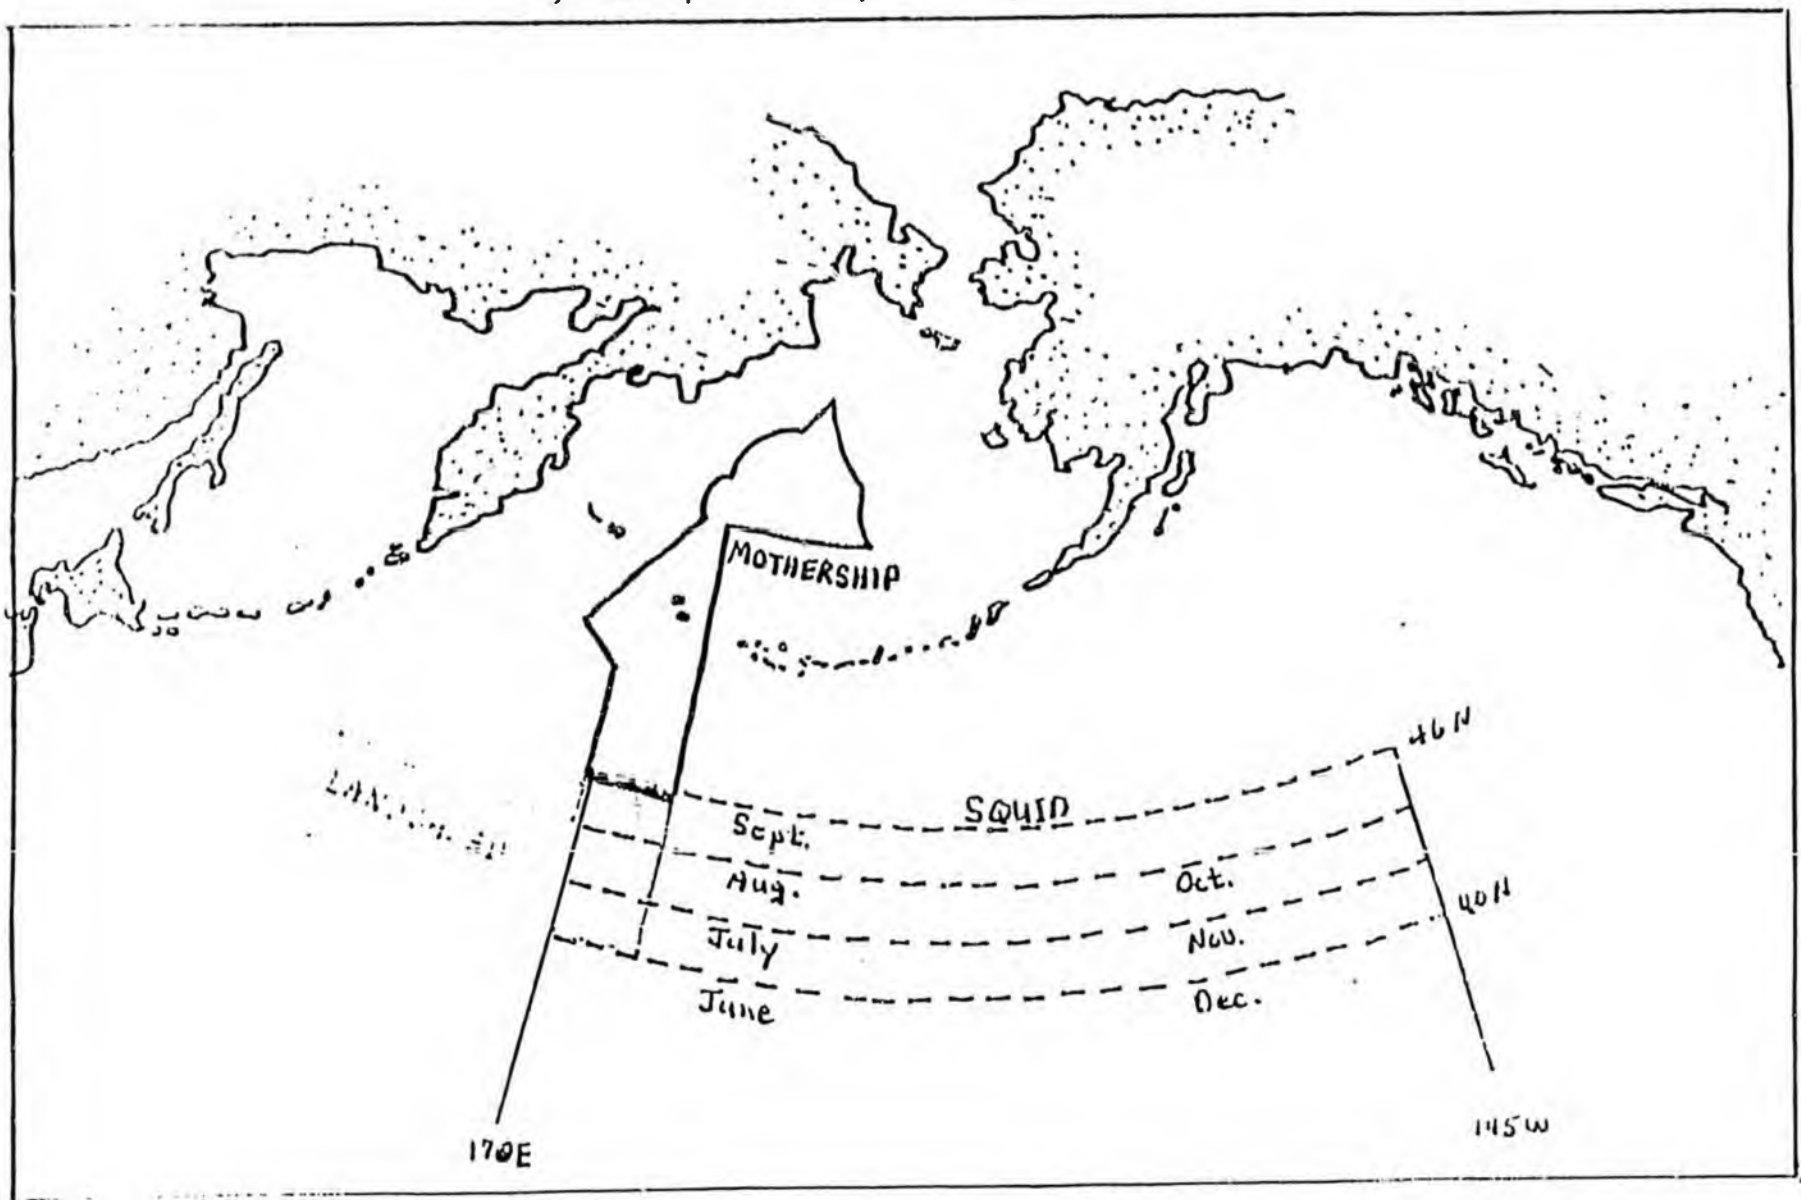 MOTHERSHIP
46N
SQUID
Sept.
Aug.
Oct.
40N
July
Nov.
June
Dec.
170E
145W